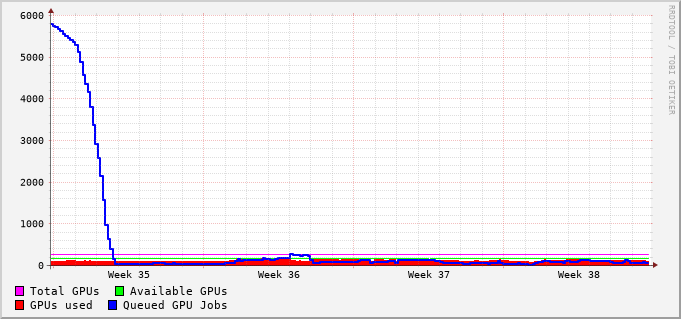 6000
5000
4000
3000
2000
1000
0
Week 35 Week 36 Week 37 Week 38
Total GPUs Available GPUs
GPUs used Queued GPU Jobs
RRDTOOL / TOBI OETIKER